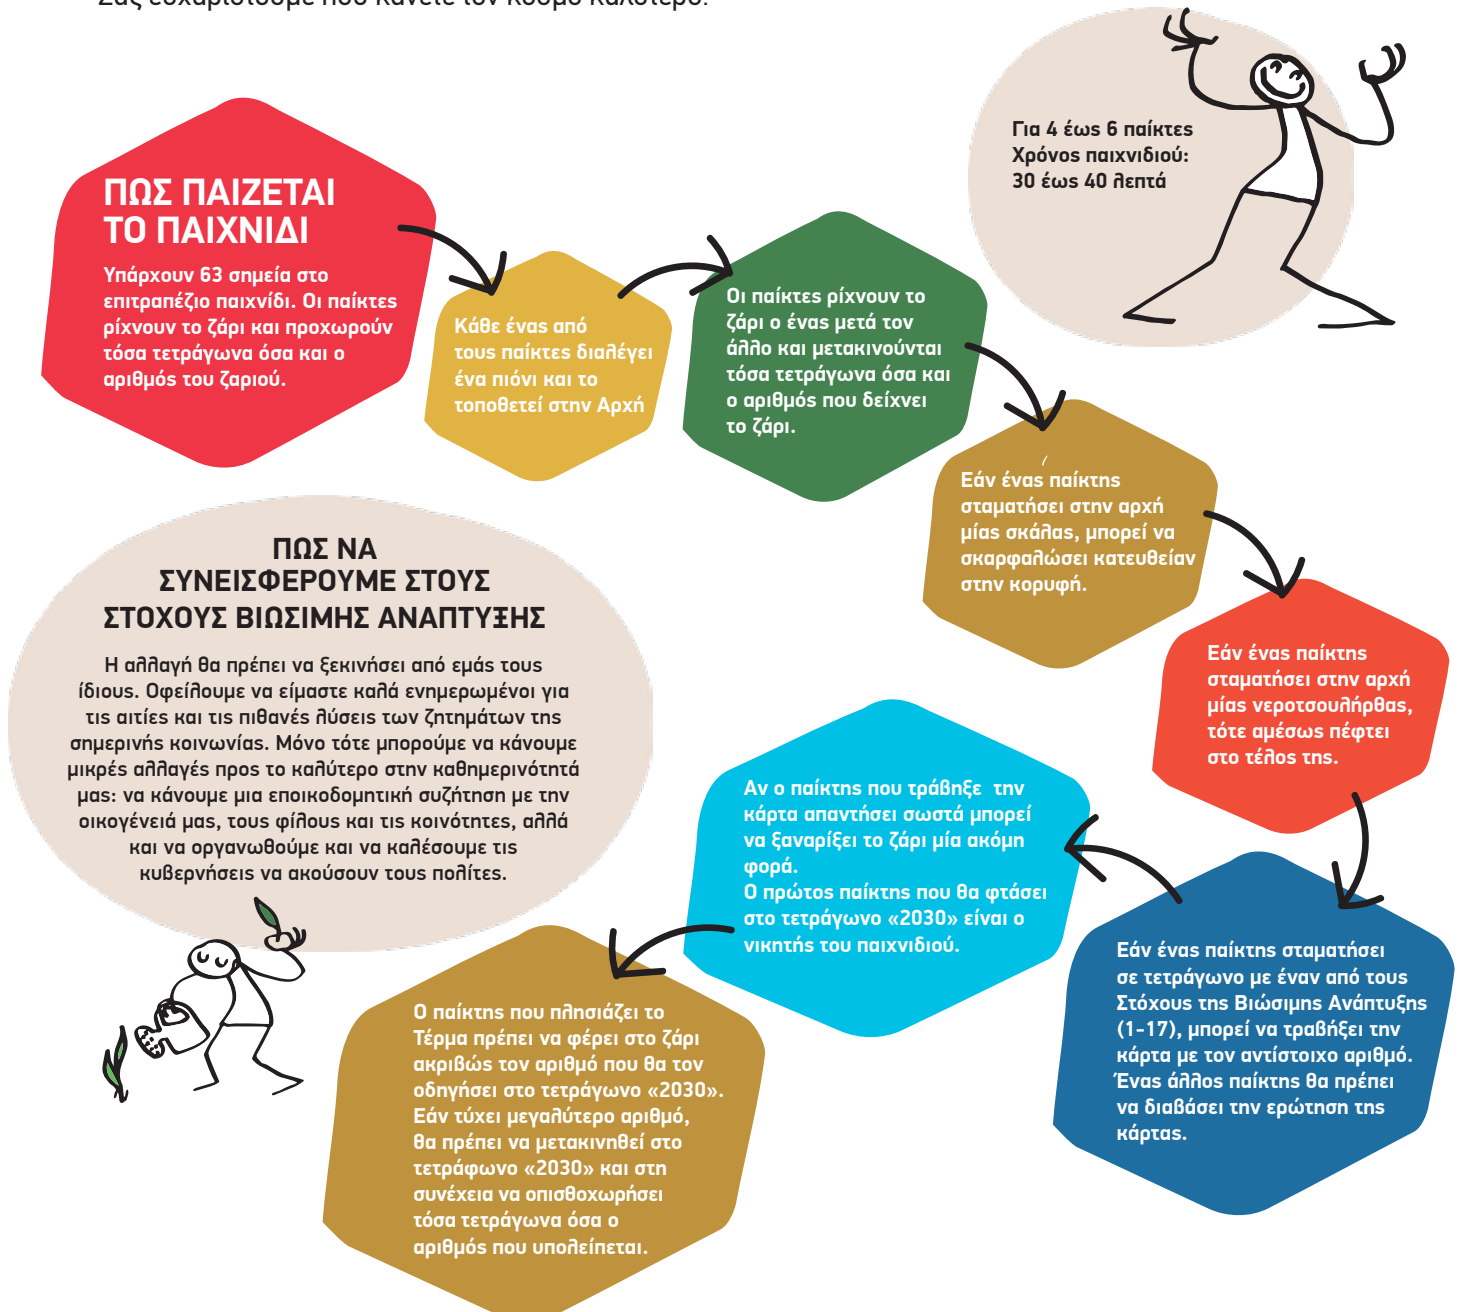 Σας ευχαριστούμε που κάνετε τον κόσμο καλύτερο!
Για 4 έως 6 παίκτες
Χρόνος παιχνιδιού:
30 έως 40 λεπτά
ΠΩΣ ΠΑΙΖΕΤΑΙ
ΤΟ ΠΑΙΧΝΙΔΙ
Υπάρχουν 63 σημεία στο
επιτραπέζιο παιχνίδι. Οι παίκτες
ρίχνουν το ζάρι και προχωρούν
τόσα τετράγωνα όσα και ο
αριθμός του ζαριού.
Κάθε ένας από
τους παίκτες διαλέγει
ένα πιόνι και το
τοποθετεί στην Αρχή
Οι παίκτες ρίχνουν το
ζάρι ο ένας μετά τον
άλλο και μετακινούνται
τόσα τετράγωνα όσα και
ο αριθμός που δείχνει
το ζάρι.
Εάν ένας παίκτης
σταματήσει στην αρχή
μίας σκάλας, μπορεί να
σκαρφαλώσει κατευθείαν
στην κορυφή.
Εάν ένας παίκτης
σταματήσει στην αρχή
μίας νεροτσουλήρθας,
τότε αμέσως πέφτει
στο τέλος της.
Εάν ένας παίκτης σταματήσει
σε τετράγωνο με έναν από τους
Στόχους της Βιώσιμης Ανάπτυξης
(1-17), μπορεί να τραβήξει την
κάρτα με τον αντίστοιχο αριθμό.
Ένας άλλος παίκτης θα πρέπει
να διαβάσει την ερώτηση της
κάρτας.
Αν ο παίκτης που τράβηξε την
κάρτα απαντήσει σωστά μπορεί
να ξαναρίξει το ζάρι μία ακόμη
φορά.
Ο πρώτος παίκτης που θα φτάσει
στο τετράγωνο «2030» είναι ο
νικητής του παιχνιδιού.
Ο παίκτης που πλησιάζει το
Τέρμα πρέπει να φέρει στο ζάρι
ακριβώς τον αριθμό που θα τον
οδηγήσει στο τετράγωνο «2030».
Εάν τύχει μεγαλύτερο αριθμό,
θα πρέπει να μετακινηθεί στο
τετράφωνο «2030» και στη
συνέχεια να οπισθοχωρήσει
τόσα τετράγωνα όσα ο
αριθμός που υπολείπεται.
ΠΩΣ ΝΑ
ΣΥΝΕΙΣΦΕΡΟΥΜΕ ΣΤΟΥΣ
ΣΤΟΧΟΥΣ ΒΙΩΣΙΜΗΣ ΑΝΑΠΤΥΞΗΣ
Η αλλαγή θα πρέπει να ξεκινήσει από εμάς τους
ίδιους. Οφείλουμε να είμαστε καλά ενημερωμένοι για
τις αιτίες και τις πιθανές λύσεις των ζητημάτων της
σημερινής κοινωνίας. Μόνο τότε μπορούμε να κάνουμε
μικρές αλλαγές προς το καλύτερο στην καθημερινότητά
μας: να κάνουμε μια εποικοδομητική συζήτηση με την
οικογένειά μας, τους φίλους και τις κοινότητες, αλλά
και να οργανωθούμε και να καλέσουμε τις
κυβερνήσεις να ακούσουν τους πολίτες.